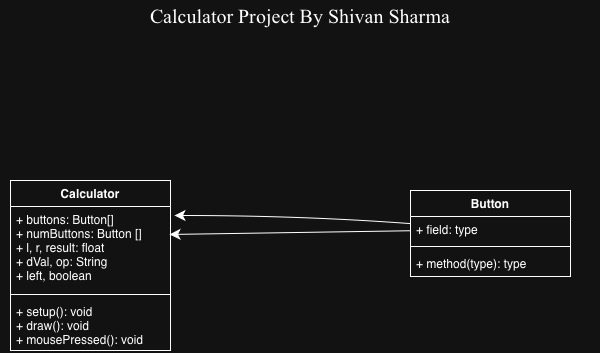 Calculator Project By Shivan Sharma
Calculator
+ buttons: Button[]
+ numButtons: Button []
+ l, r, result: float
+ dVal, op: String
+ left, boolean
+ setup(): void
+ draw(): void
+ mousePressed(): void
Button
+ field: type
+ method(type): type